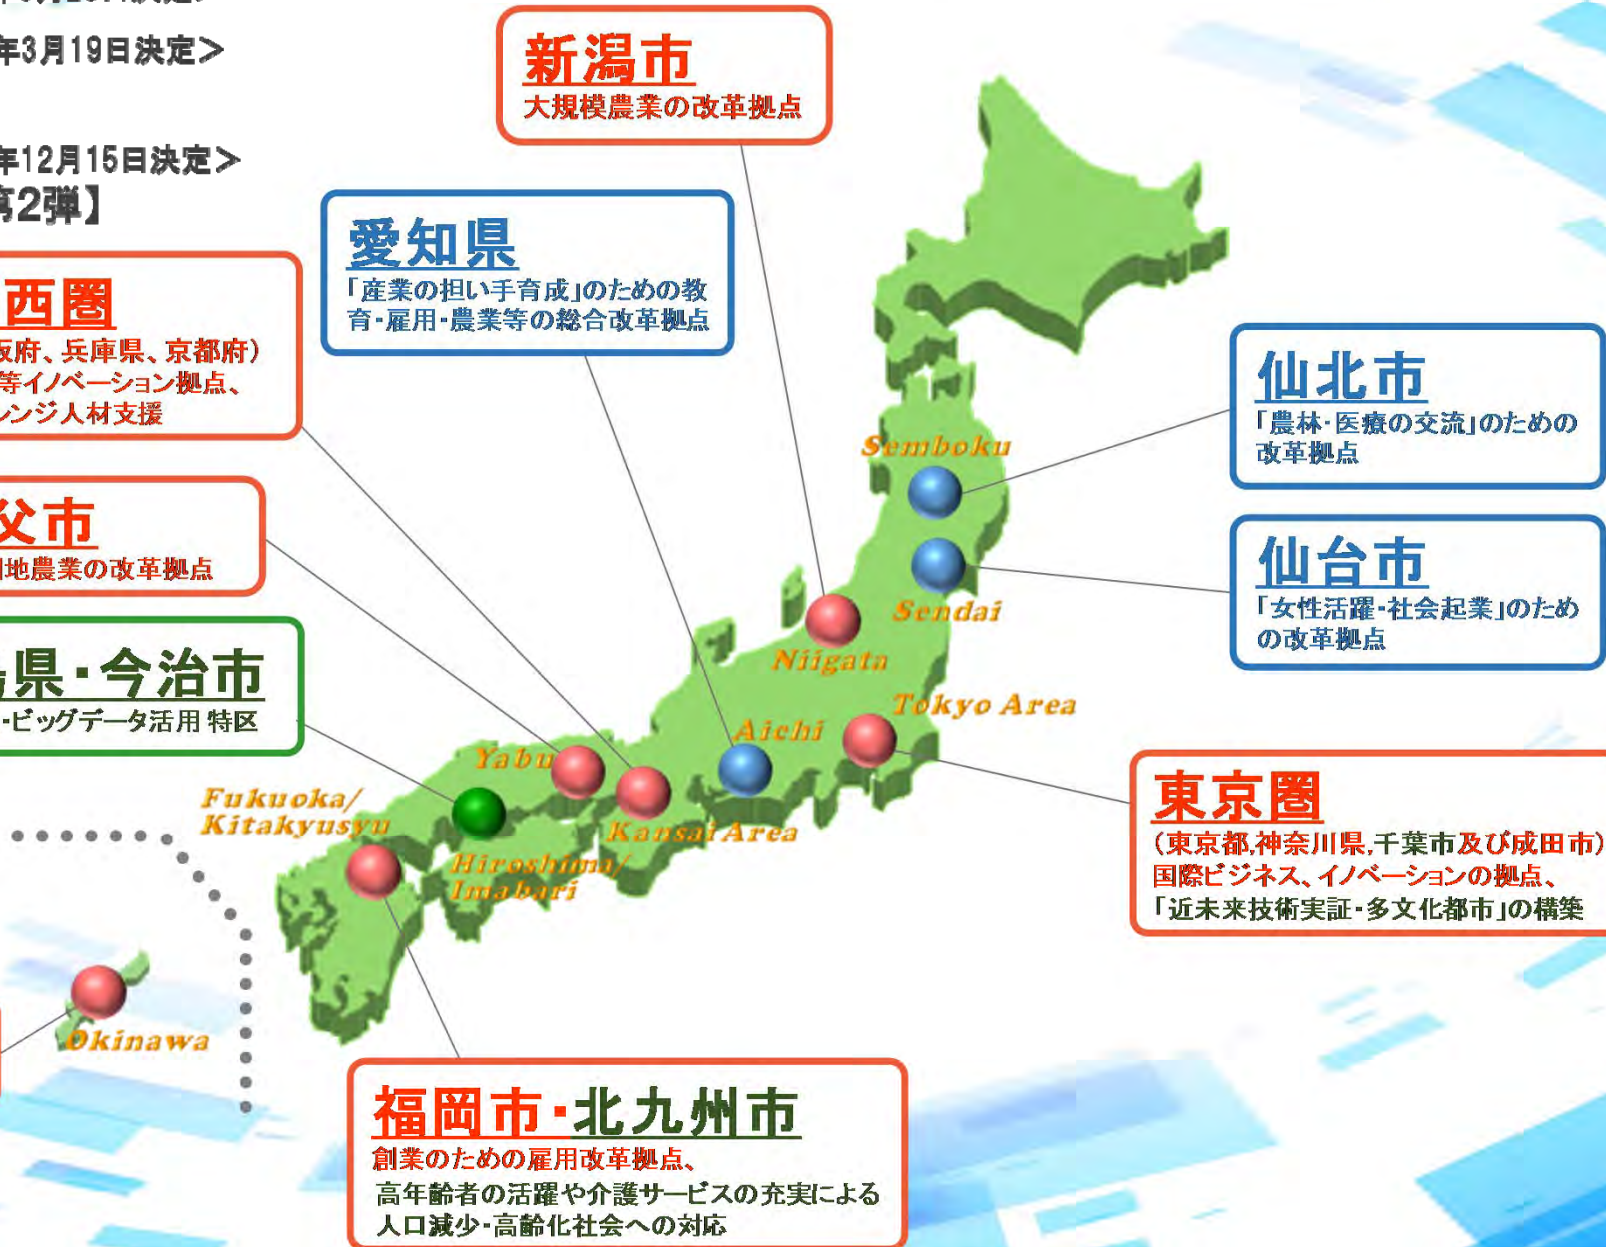 年3月19日決定＞
年12月15日決定＞
第2弾】
新潟市
大規模農業の改革拠点
愛知県
「産業の担い手育成」のための教
育・雇用・農業等の総合改革拠点
西圏
阪府、兵庫県、京都府）
等イノベーション拠点、
レンジ人材支援
父市
間地農業の改革拠点
島県・今治市
・ビッグデータ活用特区
仙北市
「農林・医療の交流」のための
改革拠点
仙台市
「女性活躍・社会起業」のため
の改革拠点
東京圏
（東京都,神奈川県,千葉市及び成田市）
国際ビジネス、イノベーションの拠点、
「近未来技術実証・多文化都市」の構築
福岡市・北九州市
創業のための雇用改革拠点、
高年齢者の活躍や介護サービスの充実による
人口減少・高齢化社会への対応
Semboku
Sendai
Niigata
Tokyo Area
Aichi
Yabu
Kansai Area
Fukuoka/
Kitakyusyu
Hiroshima/
Imabari
Okinawa